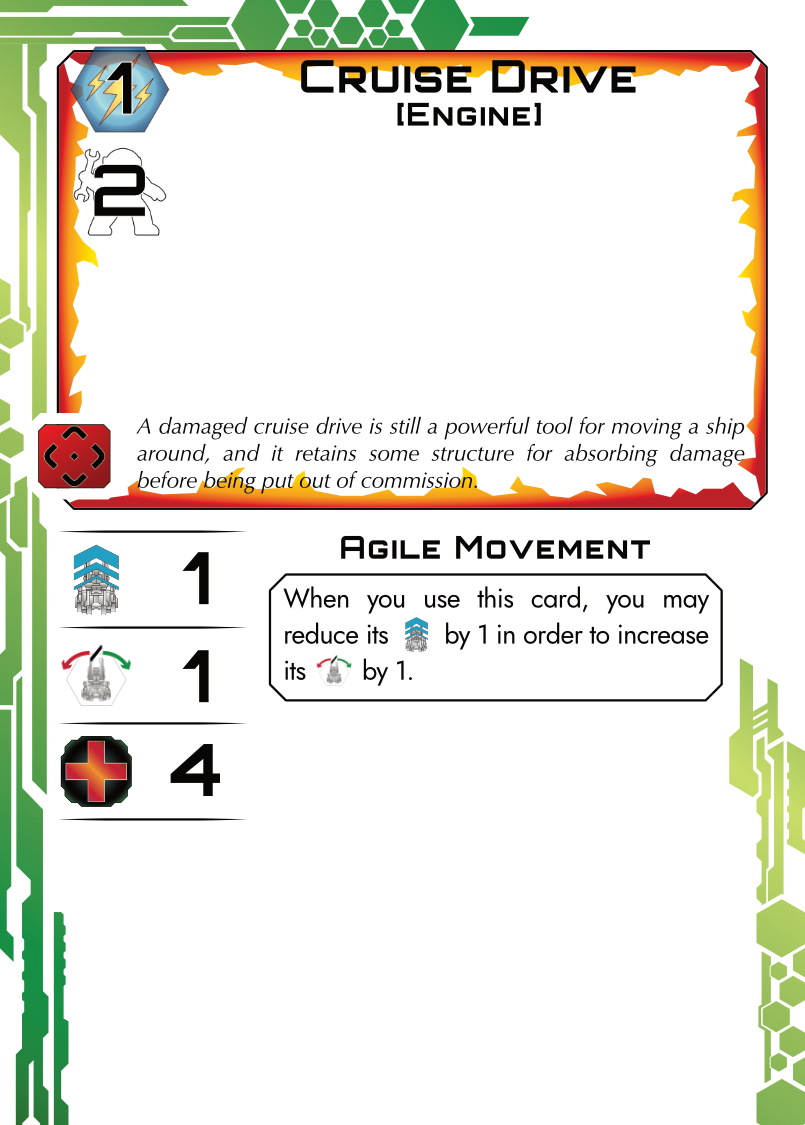 1
Cruise Drive
[Engine]
2
A damaged cruise drive is still a powerful tool for moving a ship
around, and it retains some structure for absorbing damage
before being put out of commission.
1
1
4
Agile Movement
When you use this card, you may
reduce its by 1 in order to increase
its by 1.